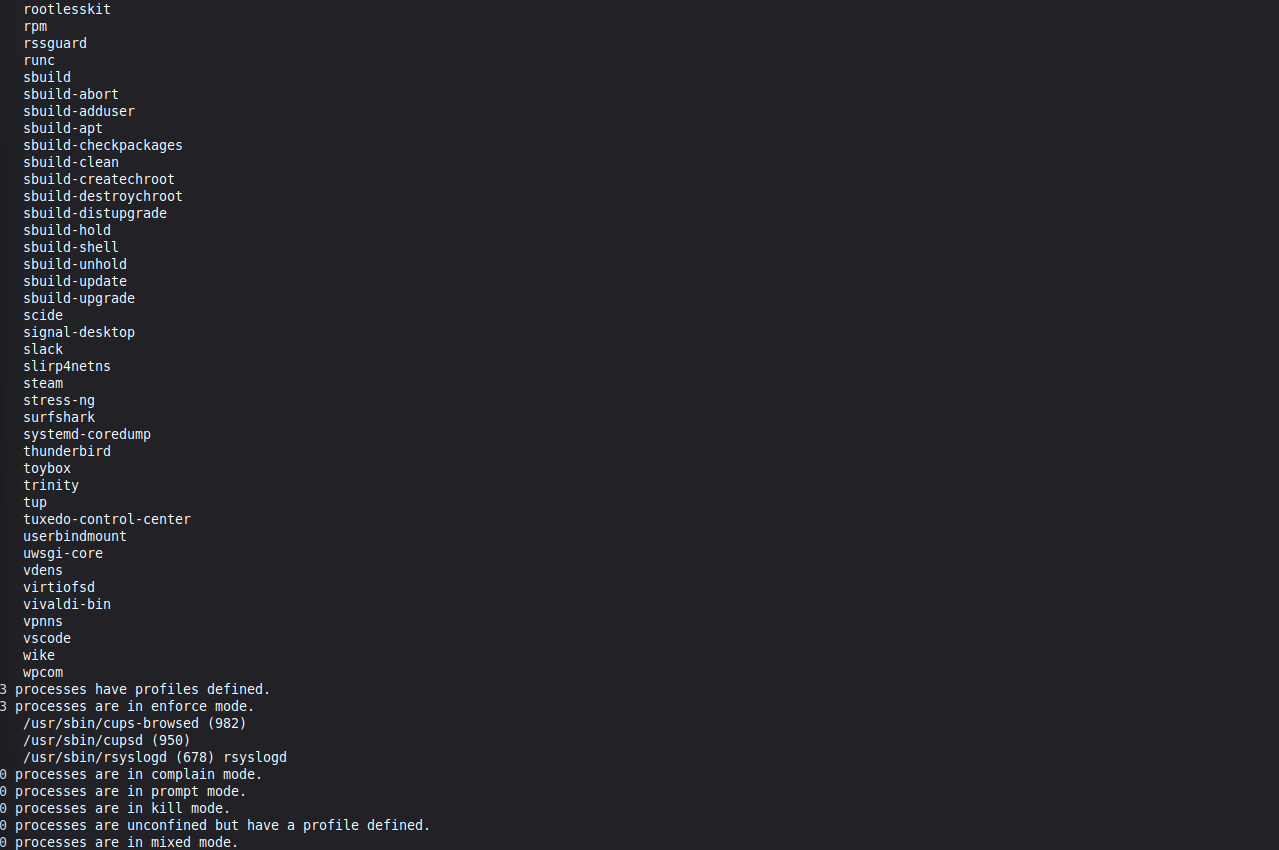 rootlesskit
rpm
rssguard
runc
sbuild
sbuild-abort
sbuild-adduser
sbuild-apt
sbuild-checkpackages
sbuild-clean
sbuild-createchroot
sbuild-destroychroot
sbuild-distupgrade
sbuild-hold
sbuild-shell
sbuild-unhold
sbuild-update
sbuild-upgrade
scide
signal-desktop
slack
slirp4netns
steam
stress-ng
surfshark
systemd-coredump
thunderbird
toybox
trinity
tup
tuxedo-control-center
userbindmount
uwsgi-core
vdens
virtiofsd
vivaldi-bin
vpnns
vscode
wike
wpcom
3 processes have profiles defined.
3 processes are in enforce mode.
/usr/sbin/cups-browsed (982)
/usr/sbin/cupsd (950)
/usr/sbin/rsyslogd (678) rsyslogd
0 processes are in complain mode.
0 processes are in prompt mode.
0 processes are in kill mode.
0 processes are unconfined but have a profile defined.
0 processes are in mixed mode.